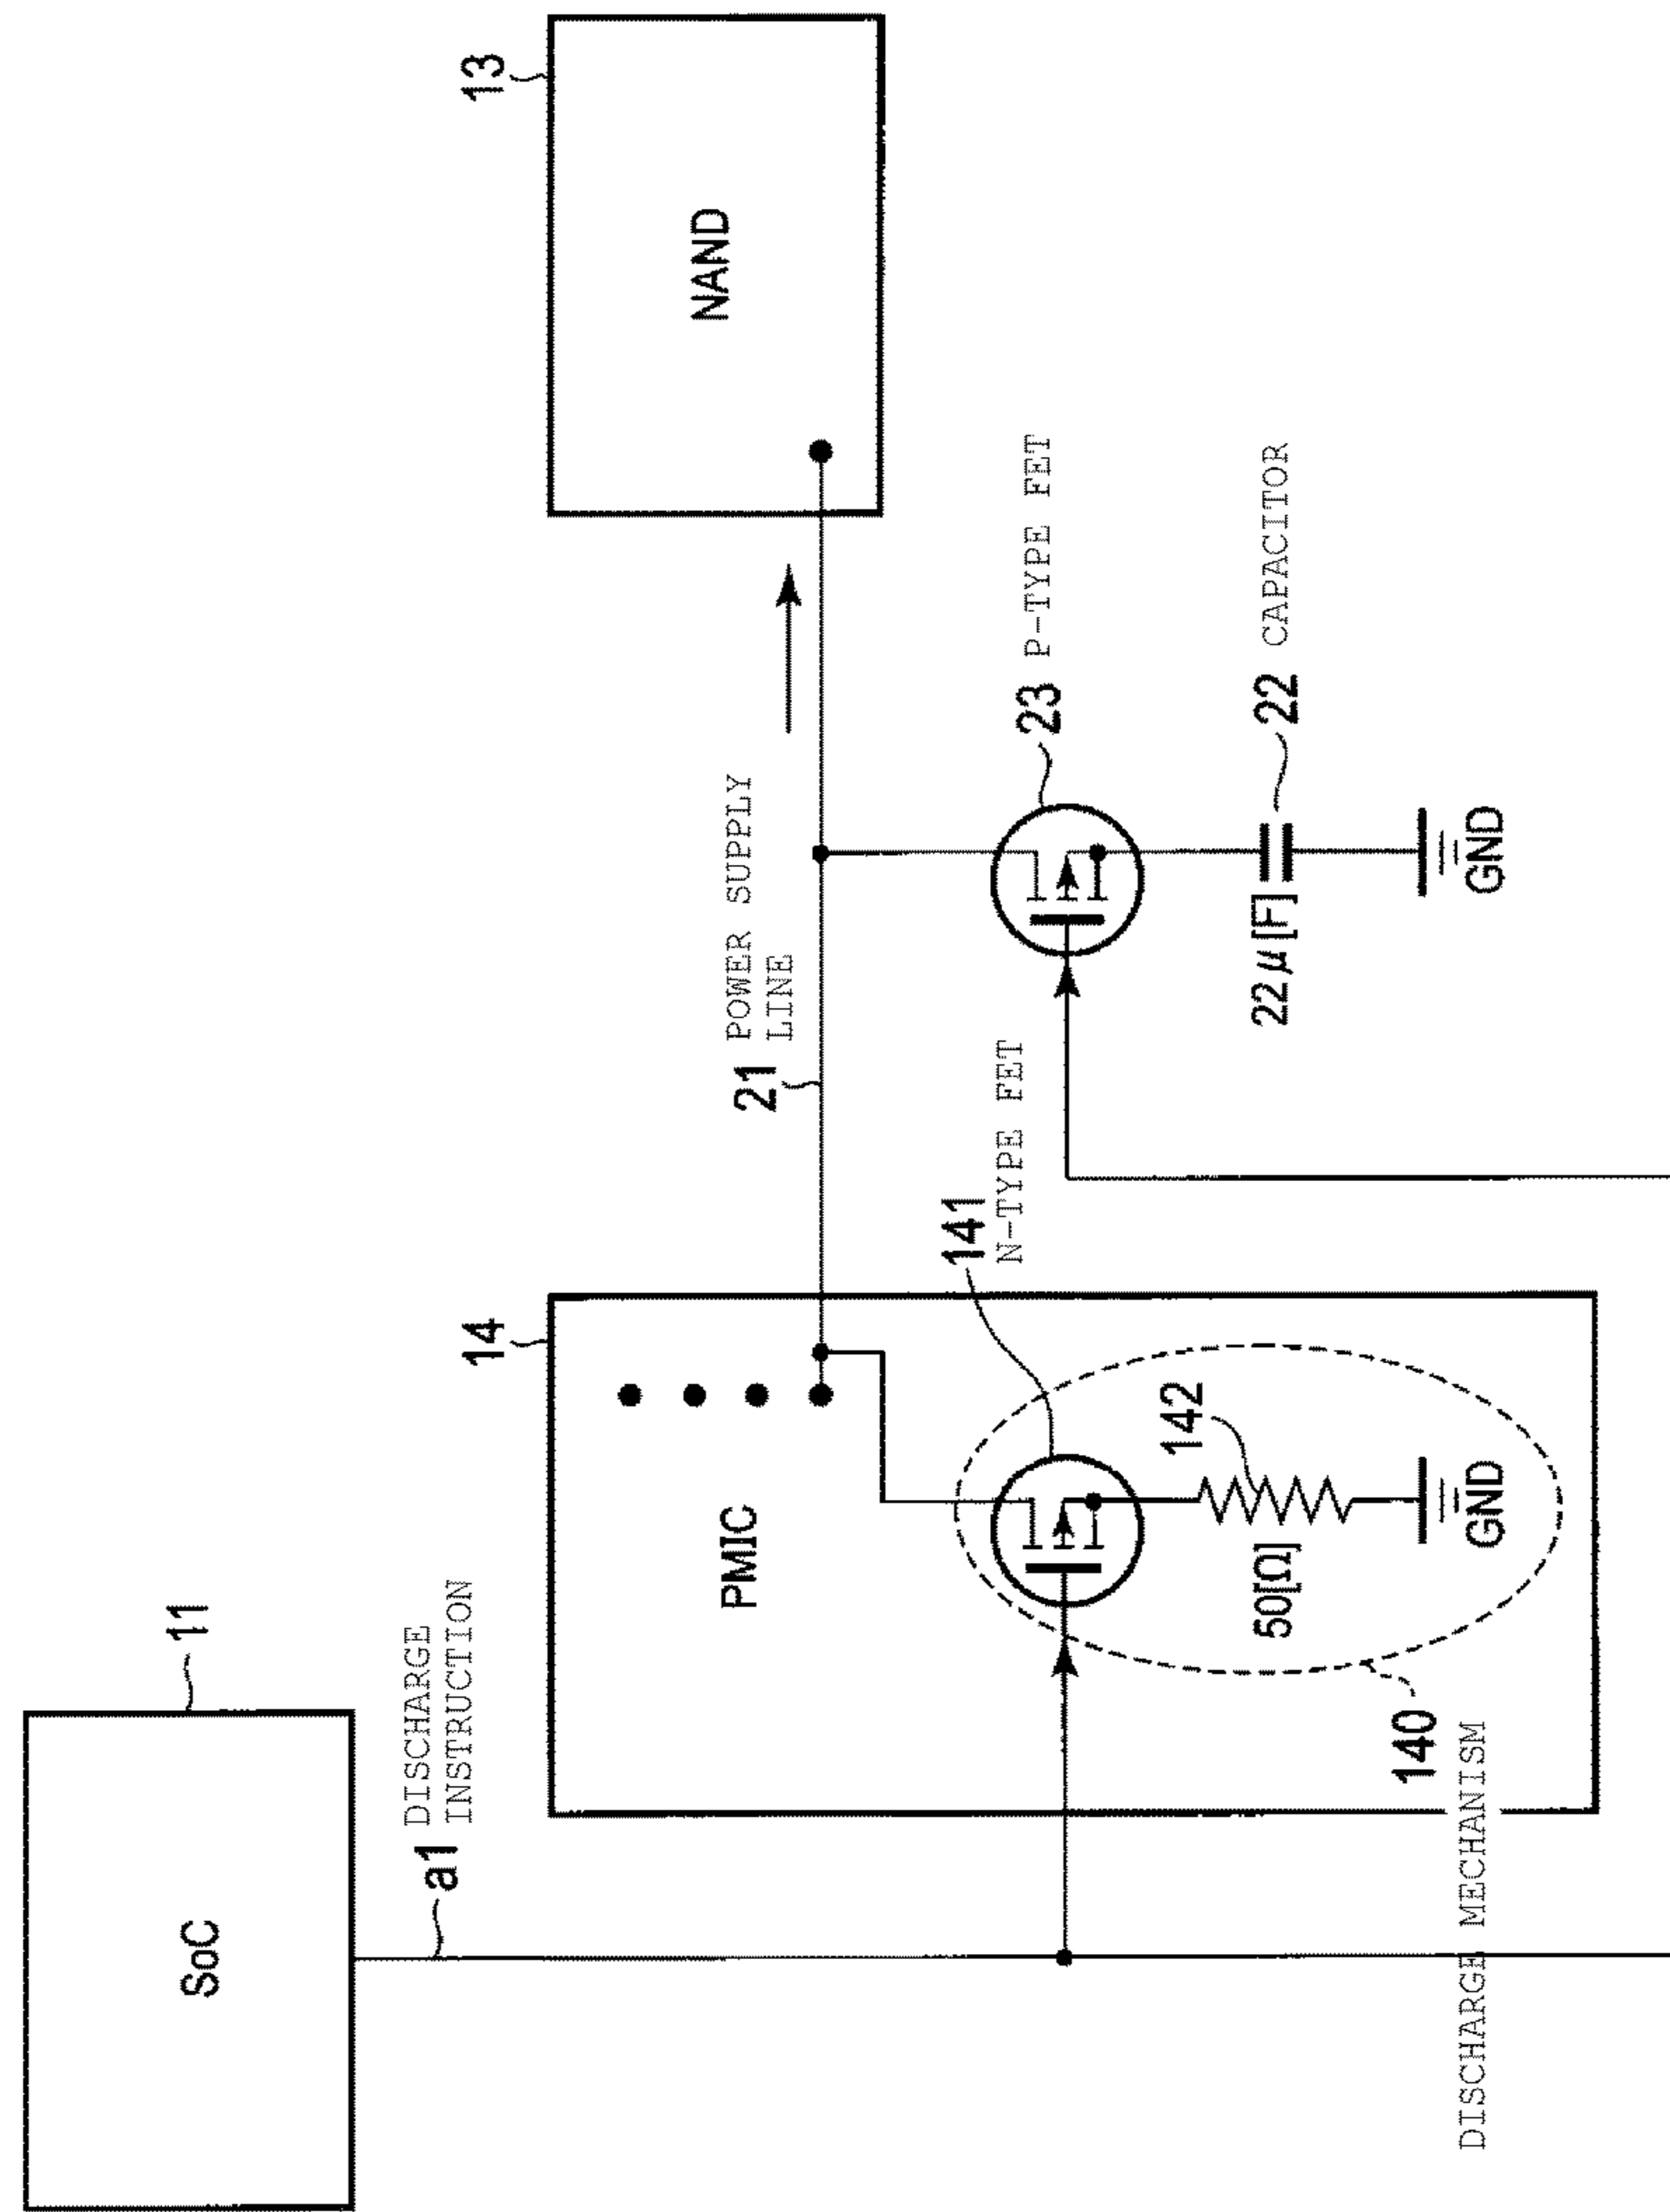 SoC
11
a1
DISCHARGE
INSTRUCTION
14
PMIC
141
N-TYPE FET
142
50[Ω]
GND
140
DISCHARGE MECHANISM
21
POWER SUPPLY
LINE
13
NAND
23 P-TYPE FET
22 CAPACITOR
22μ[F]
GND